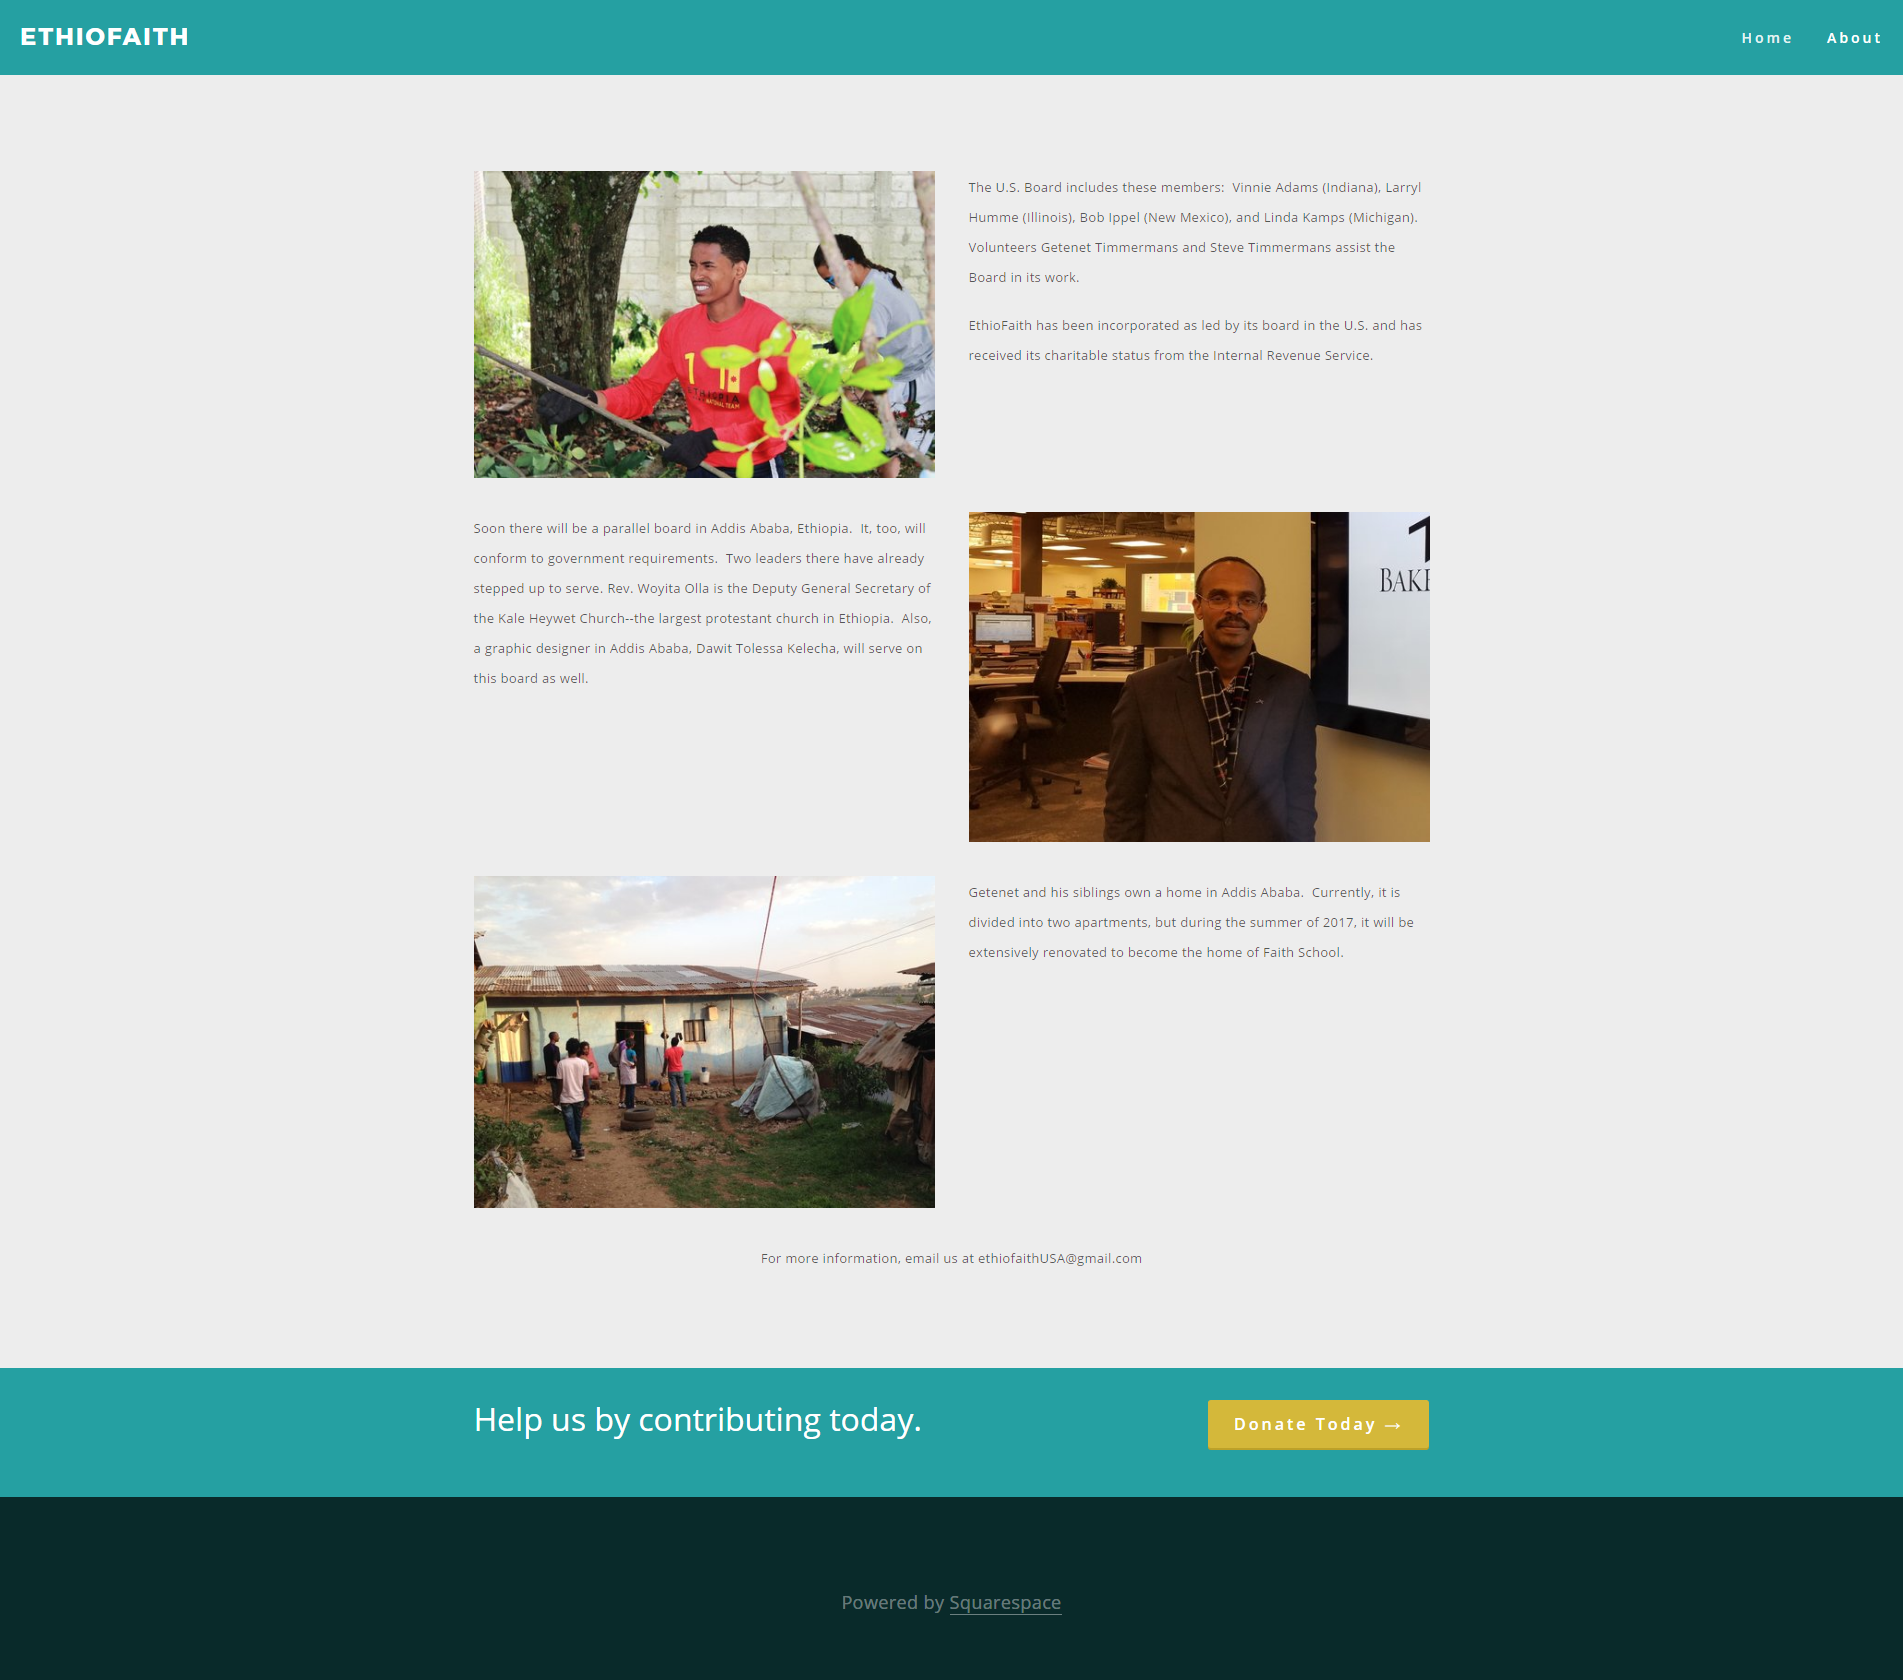 ETHIOFAITH
Home About
The U.S. Board includes these members:  Vinnie Adams (Indiana), Larryl
Humme (Illinois), Bob Ippel (New Mexico), and Linda Kamps (Michigan).
Volunteers Getenet Timmermans and Steve Timmermans assist the
Board in its work.
EthioFaith has been incorporated as led by its board in the U.S. and has
received its charitable status from the Internal Revenue Service.
ETHIOPIA
NATIONAL TEAM
Soon there will be a parallel board in Addis Ababa, Ethiopia.  It, too, will
conform to government requirements.  Two leaders there have already
stepped up to serve. Rev. Woyita Olla is the Deputy General Secretary of
the Kale Heywet Church--the largest protestant church in Ethiopia.  Also,
a graphic designer in Addis Ababa, Dawit Tolessa Kelecha, will serve on
this board as well.
1
BAKE
Getenet and his siblings own a home in Addis Ababa.  Currently, it is
divided into two apartments, but during the summer of 2017, it will be
extensively renovated to become the home of Faith School.
For more information, email us at ethiofaithUSA@gmail.com
Help us by contributing today.
Donate Today →
Powered by Squarespace